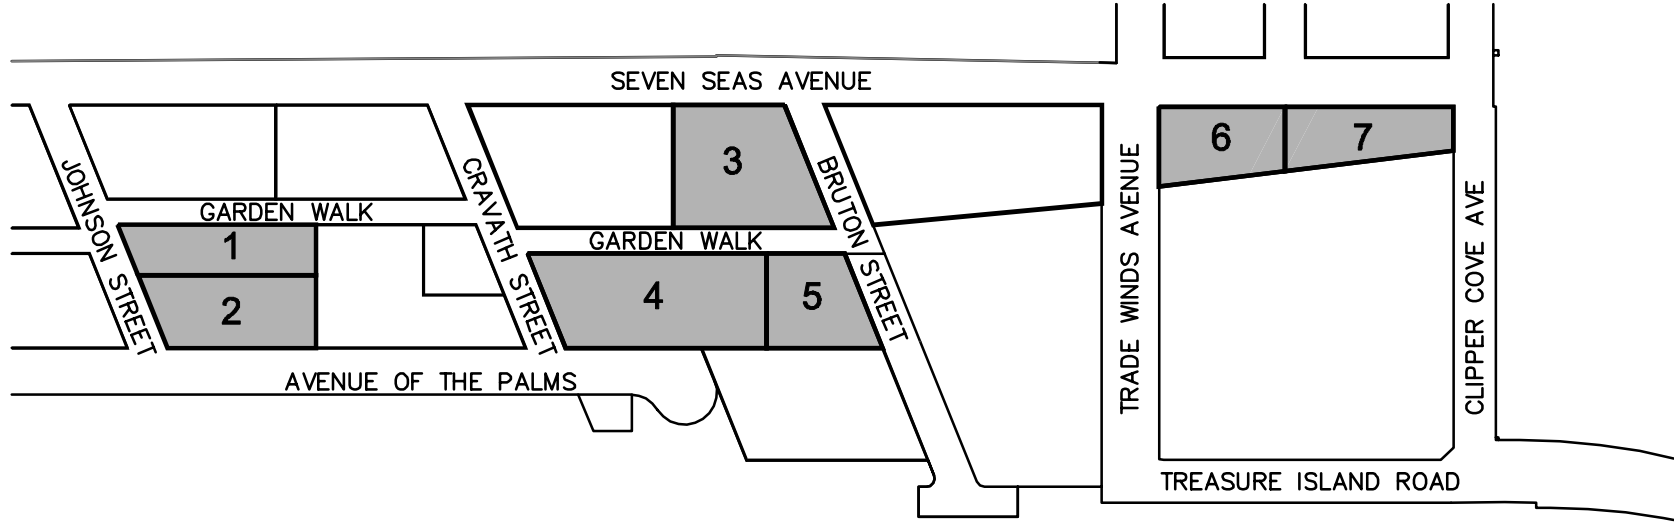 SEVEN SEAS AVENUE
3
6
7
JOHNSON STREET
CRAVATH STREET
BRUTON STREET
TRADE WINDS AVENUE
CLIPPER COVE AVE
GARDEN WALK
GARDEN WALK
1
2
4
5
AVENUE OF THE PALMS
TREASURE ISLAND ROAD